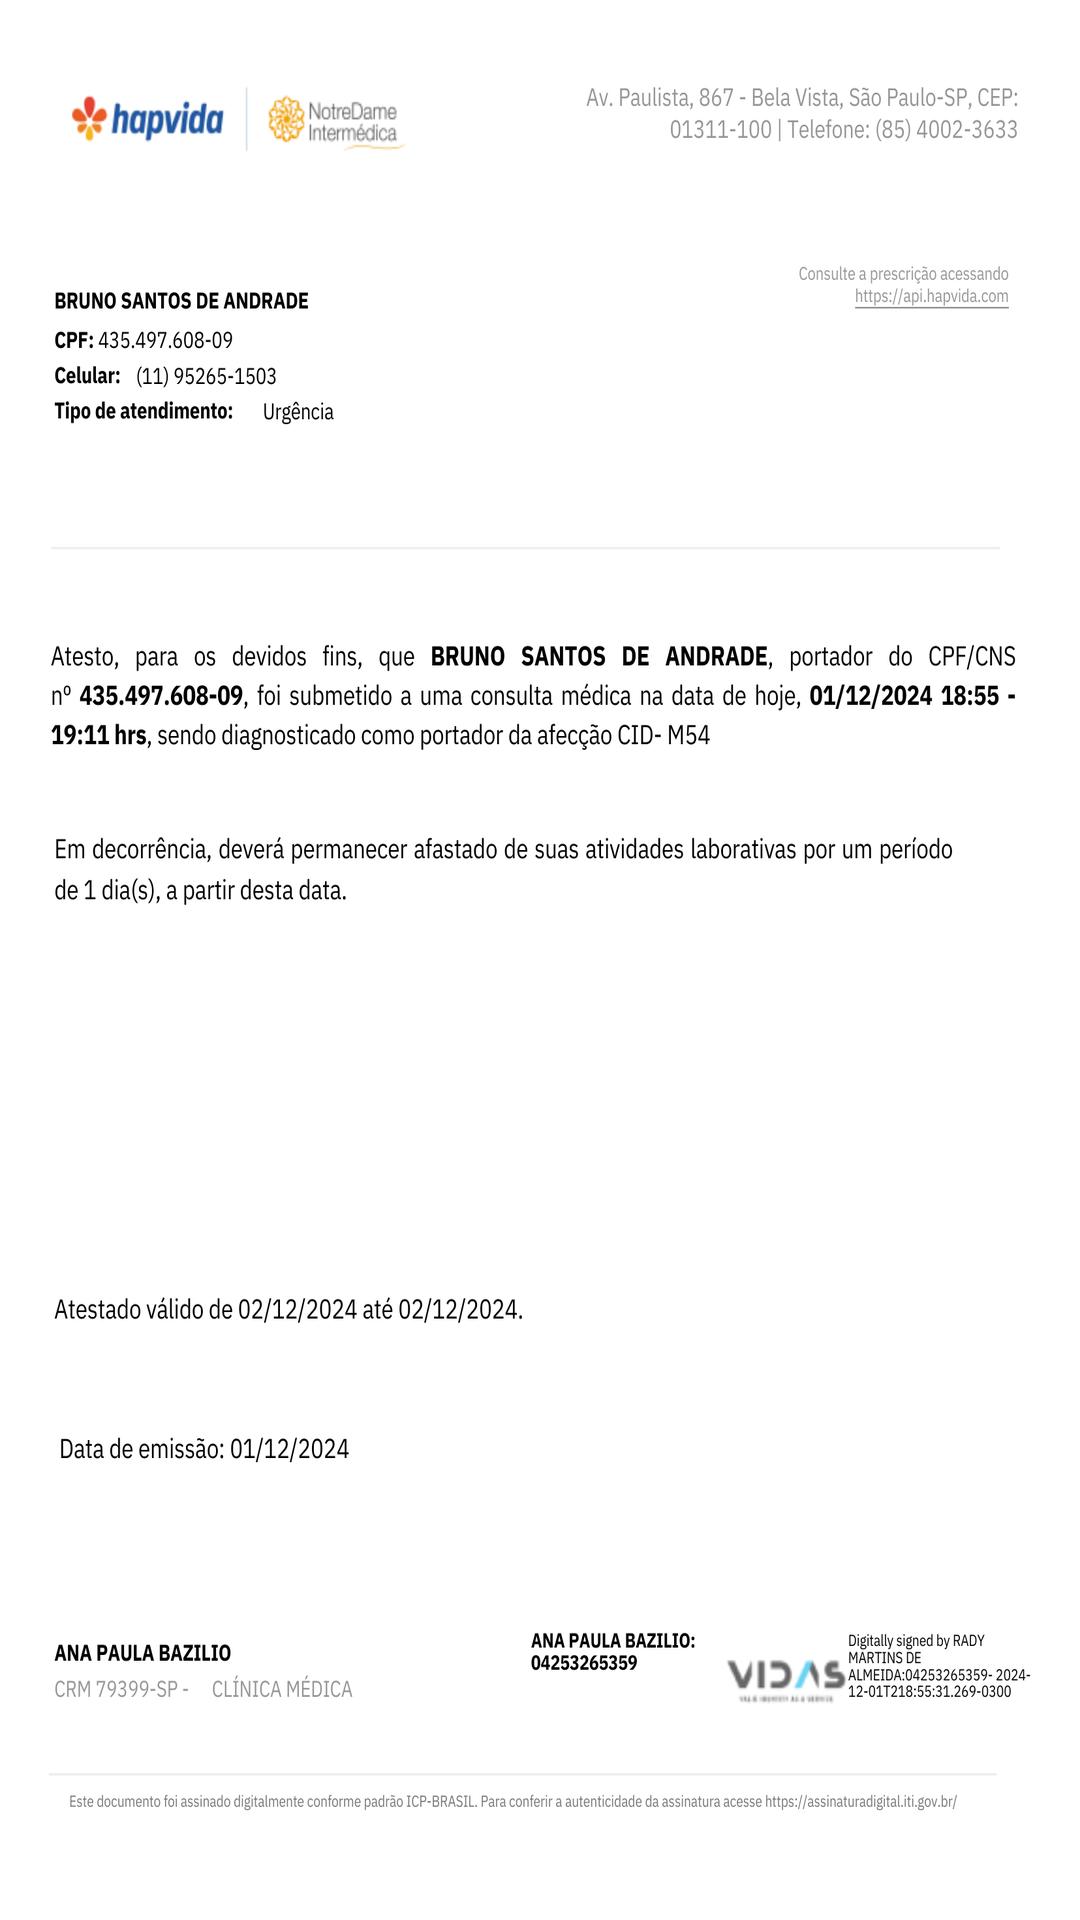 hapvida
NotreDame
Intermédica
Av. Paulista, 867 - Bela Vista, São Paulo-SP, CEP:
01311-100 | Telefone: (85) 4002-3633
Consulte a prescrição acessando
https://api.hapvida.com
BRUNO SANTOS DE ANDRADE
CPF: 435.497.608-09
Celular: (11) 95265-1503
Tipo de atendimento: Urgência
Atesto, para os devidos fins, que BRUNO SANTOS DE ANDRADE, portador do CPF/CNS
nº 435.497.608-09, foi submetido a uma consulta médica na data de hoje, 01/12/2024 18:55 -
19:11 hrs, sendo diagnosticado como portador da afecção CID- M54
Em decorrência, deverá permanecer afastado de suas atividades laborativas por um período
de 1 dia(s), a partir desta data.
Atestado válido de 02/12/2024 até 02/12/2024.
Data de emissão: 01/12/2024
ANA PAULA BAZILIO
CRM 79399-SP - CLÍNICA MÉDICA
ANA PAULA BAZILIO:
04253265359
VIDAS
Digitally signed by RADY
MARTINS DE
ALMEIDA:04253265359- 2024-
12-01T218:55:31.269-0300
Este documento foi assinado digitalmente conforme padrão ICP-BRASIL. Para conferir a autenticidade da assinatura acesse https://assinaturadigital.iti.gov.br/